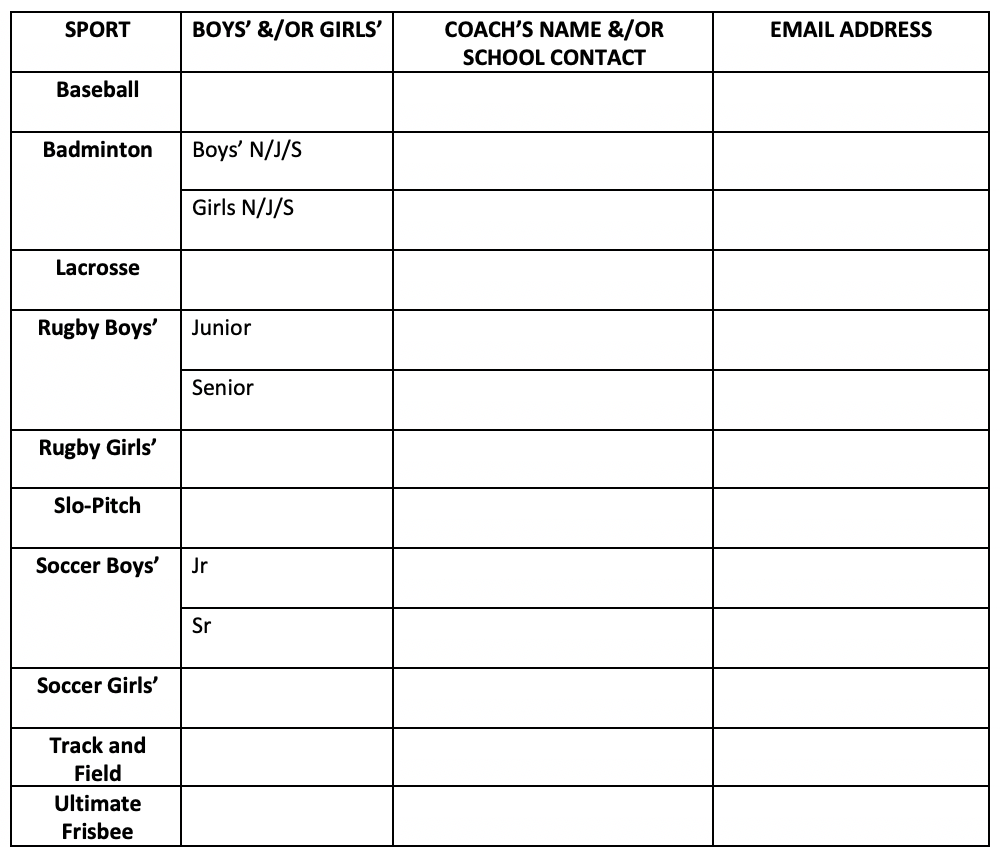 SPORT
BOYS’ &/OR GIRLS’
COACH’S NAME &/OR
SCHOOL CONTACT
EMAIL ADDRESS
Baseball
Badminton
Boys’ N/J/S
Girls N/J/S
Lacrosse
Rugby Boys’
Junior
Senior
Rugby Girls’
Slo-Pitch
Soccer Boys’
Jr
Sr
Soccer Girls’
Track and
Field
Ultimate
Frisbee